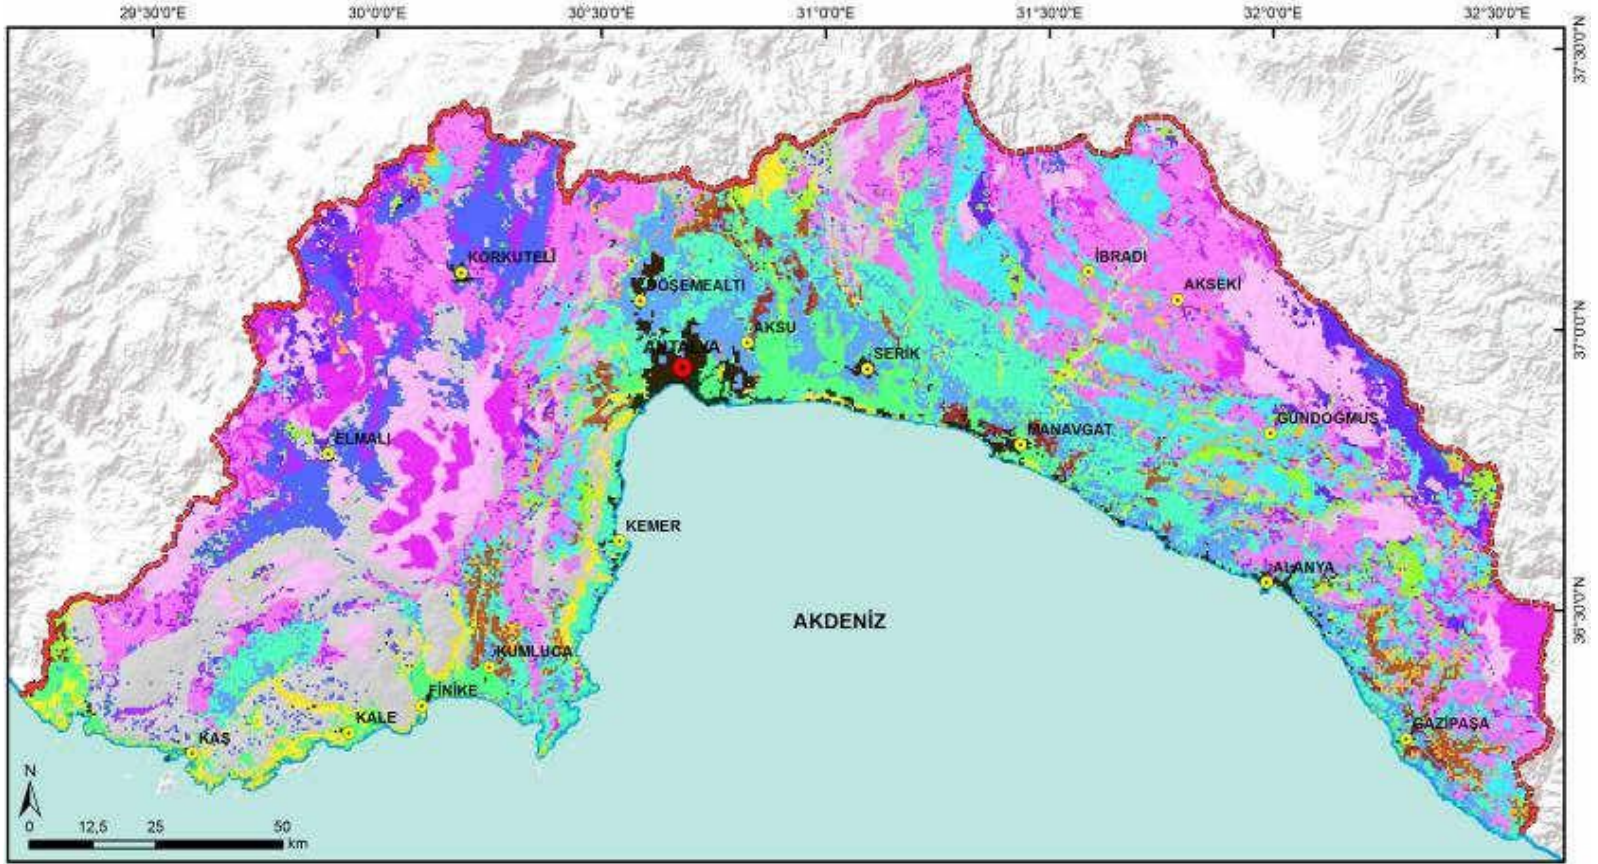 29°30'0"E 30°0'0"E 30°30'0"E 31°0'0"E 31°30'0"E 32°0'0"E 32°30'0"E
37°30'0"N
KORKUTELİ
İBRADI
DÖŞEMEALTI
AKSEKİ
37°0'0"N
AKSU
ANTALYA
SERİK
GÜNDOĞMUŞ
MANAVGAT
ELMALI
KEMER
ALANYA
36°30'0"N
AKDENİZ
KUMLUCA
FİNİKE
KALE
GAZİPAŞA
KAŞ
N
0 12,5 25 50
km